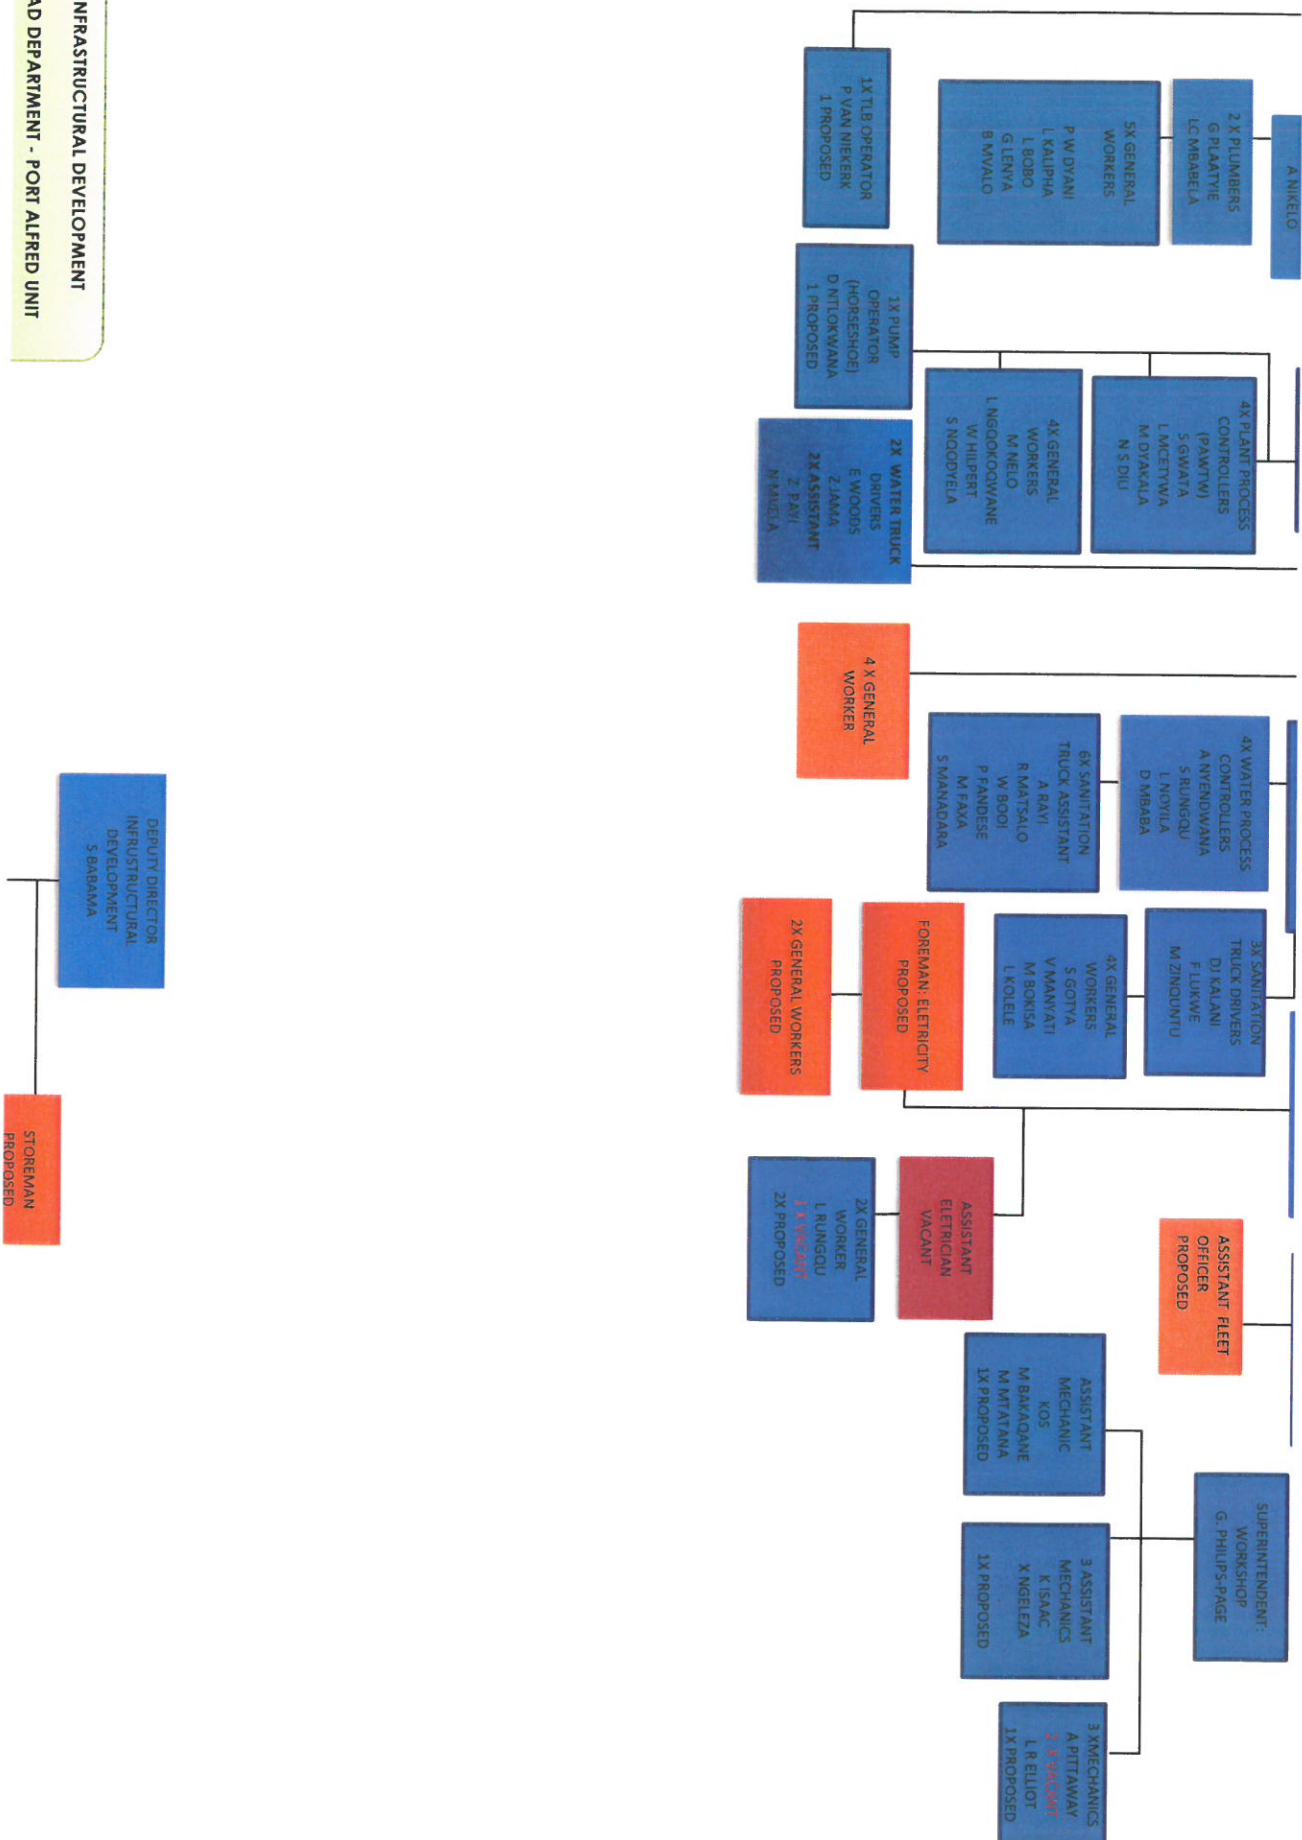 A NIKELO
2 X PLUMBERS
G PLAATYIE
LC MBABELA
5X GENERAL
WORKERS
P W DYANI
L KALIPHA
L BOBO
G LENYA
B MVALO
1X TLB OPERATOR
P VAN NIEKERK
1 PROPOSED
4X PLANT PROCESS
CONTROLLERS
(PAWTW)
S GWATA
L MCETYWA
M DYAKALA
N S DILI
4X GENERAL
WORKERS
M NELO
L NGQOKOQWANE
W HILPERT
S NQODYELA
1X PUMP
OPERATOR
(HORSESHOE)
D NTLOKWANA
1 PROPOSED
2X WATER TRUCK
DRIVERS
E WOODS
Z JAMA
2X ASSISTANT
Z PAYI
N MVELA
4 X GENERAL
WORKER
4X WATER PROCESS
CONTROLLERS
A NYENDWANA
S RUNGQU
L NOYILA
D MBABA
6X SANITATION
TRUCK ASSISTANT
A RAYI
R MATSALO
W BOOI
P FANDESE
M FAXA
S MANADARA
3X SANITATION
TRUCK DRIVERS
DJ KALANI
F LUKWE
M ZINQUNTU
4X GENERAL
WORKERS
S GOTYA
V MANYATI
M BOKISA
L KOLELE
FOREMAN: ELETRICITY
PROPOSED
2X GENERAL WORKERS
PROPOSED
ASSISTANT
ELETRICIAN
VACANT
2X GENERAL
WORKER
L RUNGQU
1 X VACANT
2X PROPOSED
ASSISTANT FLEET
OFFICER
PROPOSED
SUPERINTENDENT:
WORKSHOP
G. PHILIPS-PAGE
ASSISTANT
MECHANIC
KOS
M BAKAQANE
M MTATANA
1X PROPOSED
3 ASSISTANT
MECHANICS
K ISAAC
X NGELEZA
1X PROPOSED
3 XMECHANICS
A PITTAWAY
2 X VACANT
L R ELLIOT
1X PROPOSED
DEPUTY DIRECTOR
INFRUSTRUCTURAL
DEVELOPMENT
S BABAMA
STOREMAN
PROPOSED
NFRASTRUCTURAL DEVELOPMENT
AD DEPARTMENT - PORT ALFRED UNIT